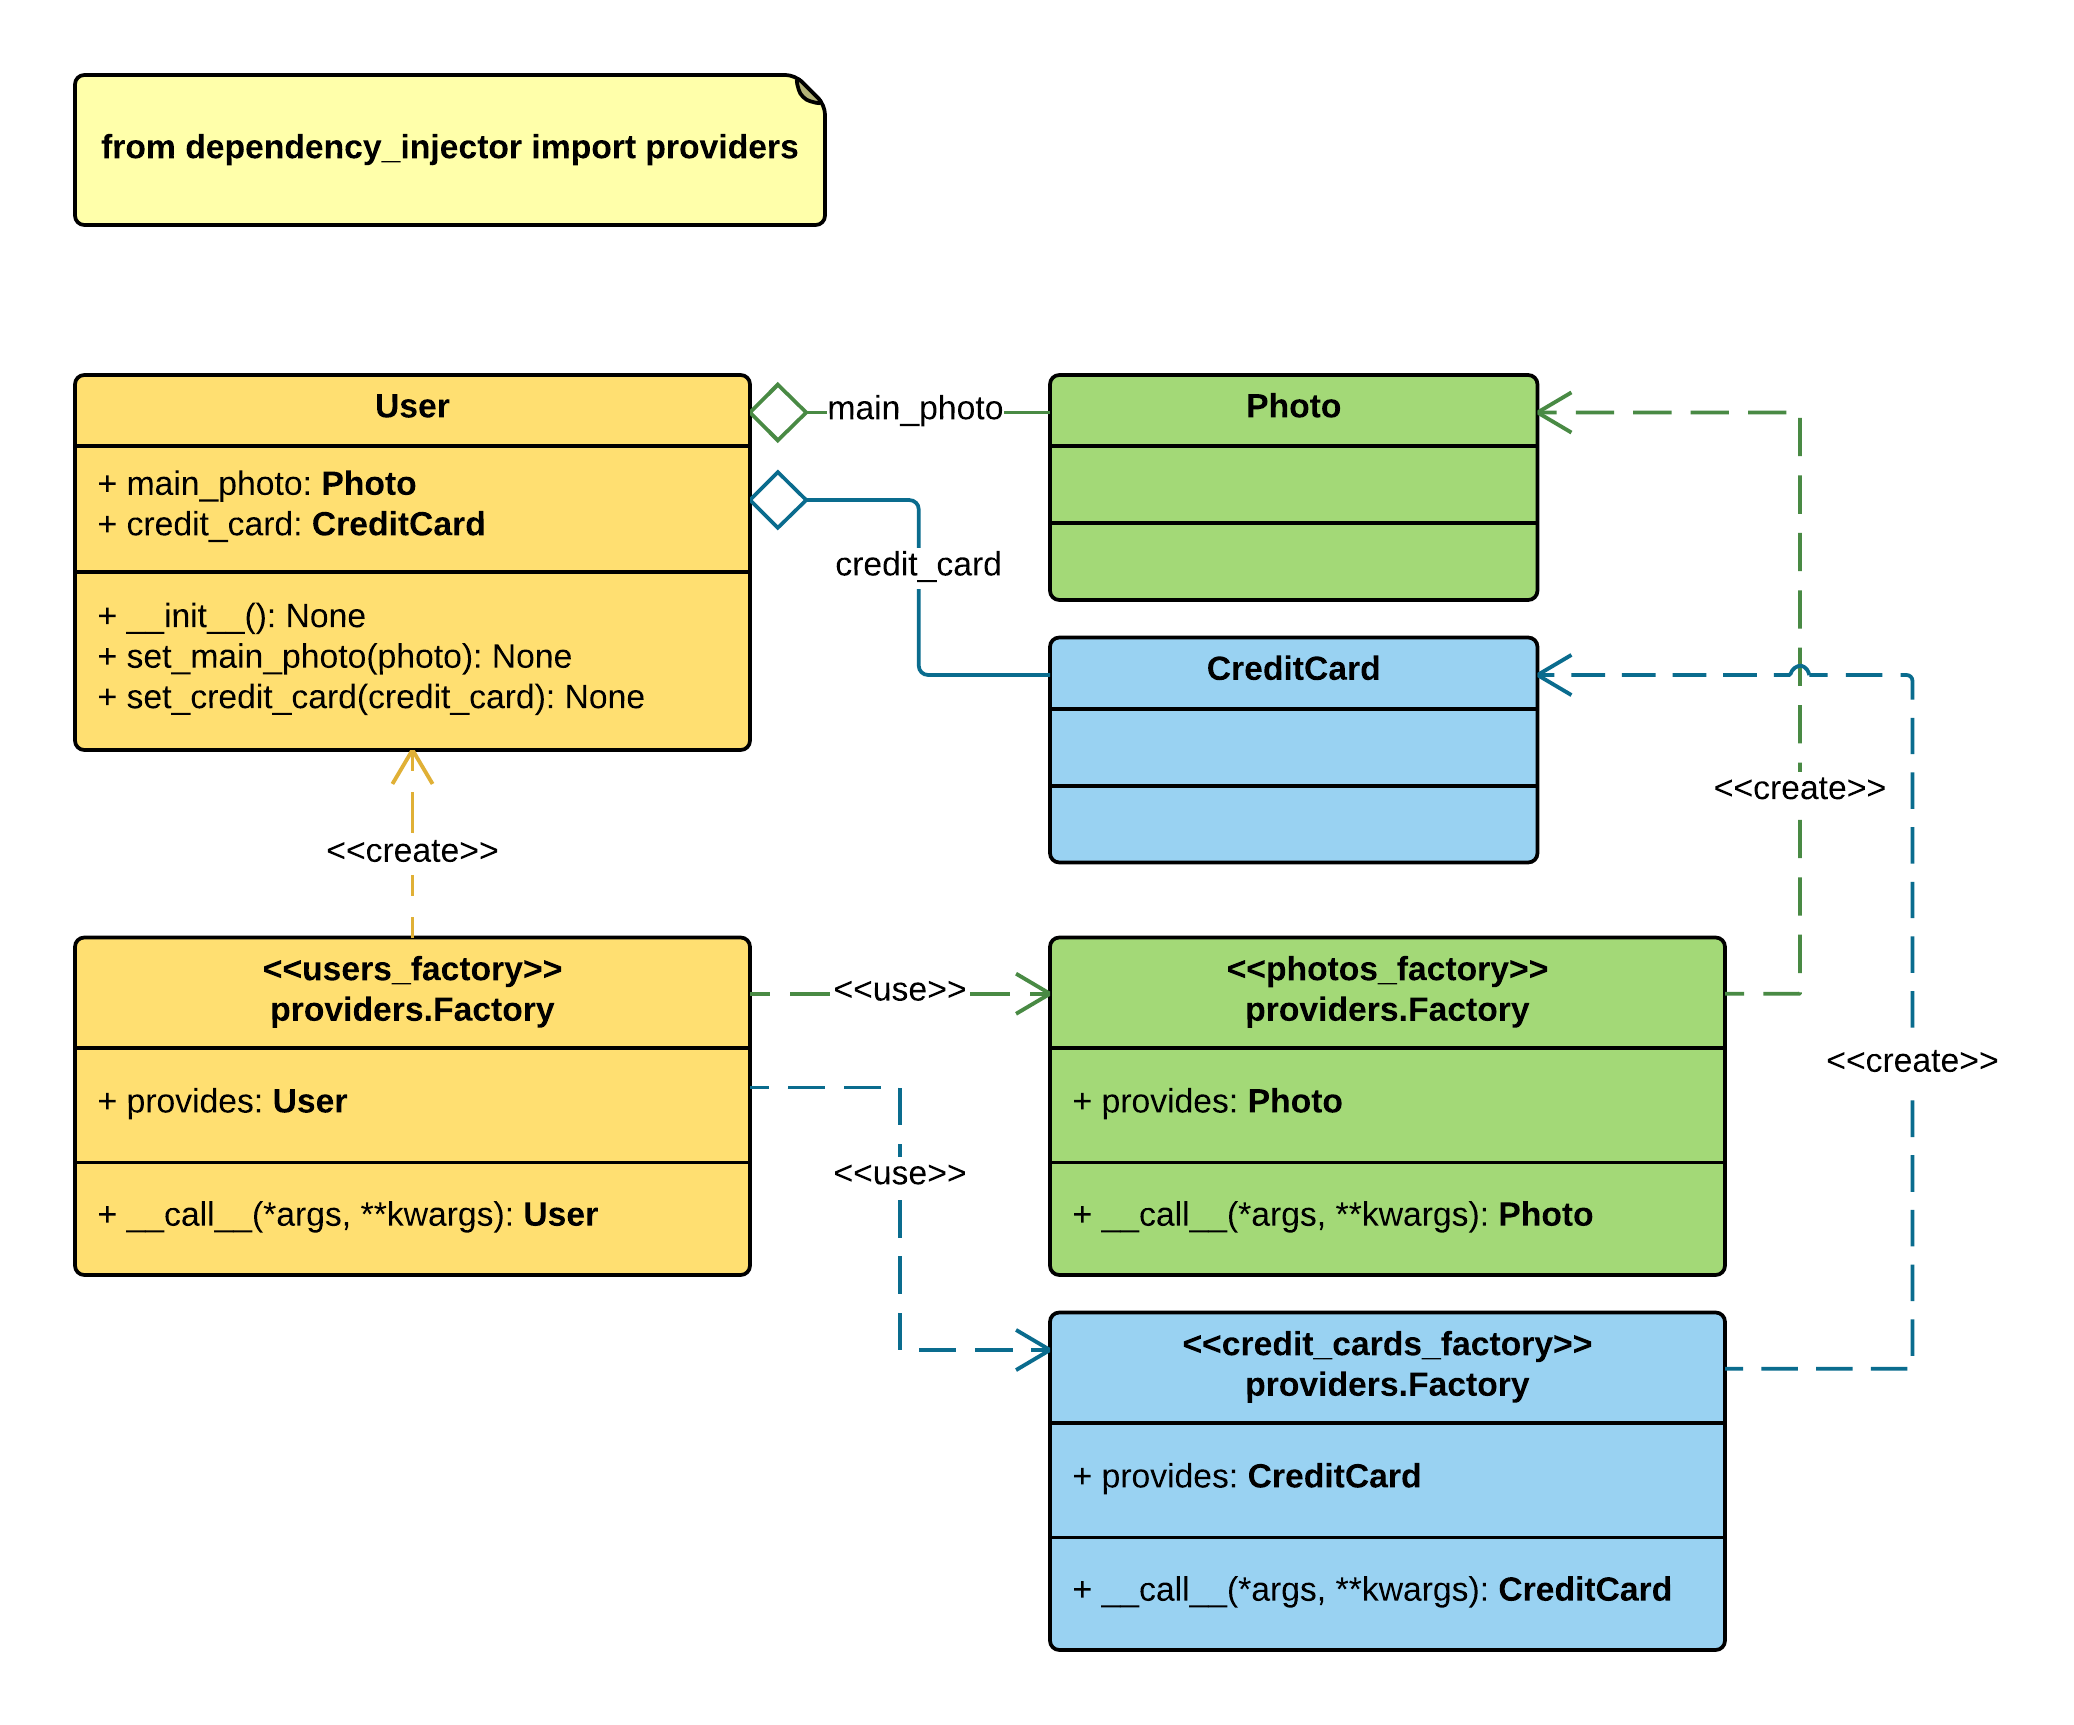 from dependency_injector import providers
User
+ main_photo: Photo
+ credit_card: CreditCard
+ __init__(): None
+ set_main_photo(photo): None
+ set_credit_card(credit_card): None
main_photo
credit_card
Photo
CreditCard
<<create>>
<<create>>
<<users_factory>>
providers.Factory
+ provides: User
+ __call__(*args, **kwargs): User
<<use>>
<<use>>
<<photos_factory>>
providers.Factory
+ provides: Photo
+ __call__(*args, **kwargs): Photo
<<create>>
<<credit_cards_factory>>
providers.Factory
+ provides: CreditCard
+ __call__(*args, **kwargs): CreditCard